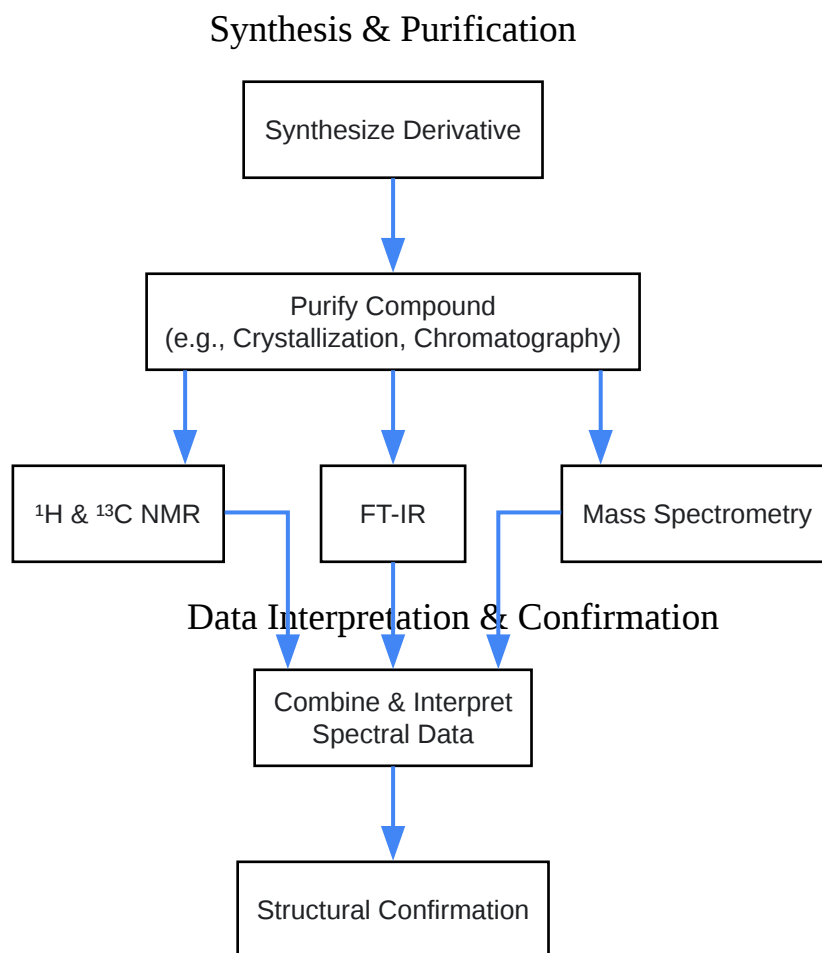 Synthesis & Purification
Synthesize Derivative
Purify Compound
(e.g., Crystallization, Chromatography)
¹H & ¹³C NMR
FT-IR
Mass Spectrometry
Data Interpretation & Confirmation
Combine & Interpret
Spectral Data
Structural Confirmation